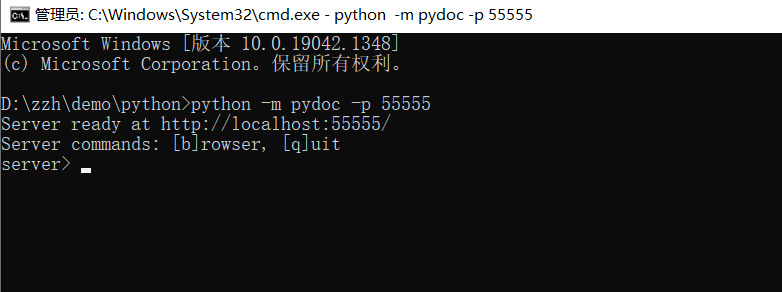 管理员: C:\Windows\System32\cmd.exe - python  -m pydoc -p 55555
Microsoft Windows [版本 10.0.19042.1348]
(c) Microsoft Corporation。保留所有权利。
D:\zzh\demo\python>python -m pydoc -p 55555
Server ready at http://localhost:55555/
Server commands: [b]rowser, [q]uit
server>